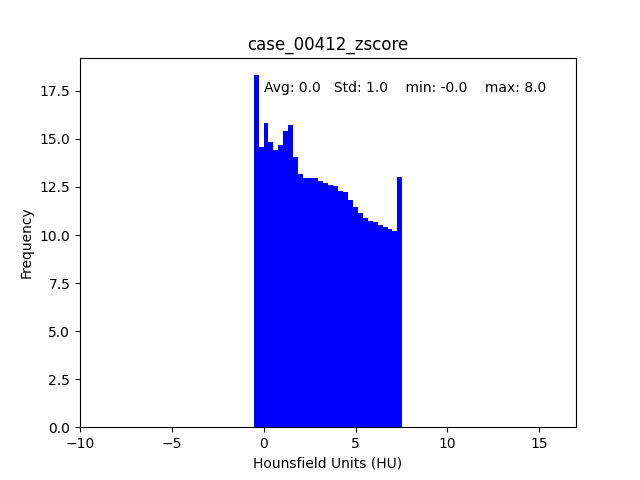 case_00412_zscore
Avg: 0.0 Std: 1.0 min: -0.0 max: 8.0
17.5
15.0
12.5
10.0
7.5
5.0
2.5
0.0
Frequency
−10 −5 0 5 10 15
Hounsfield Units (HU)